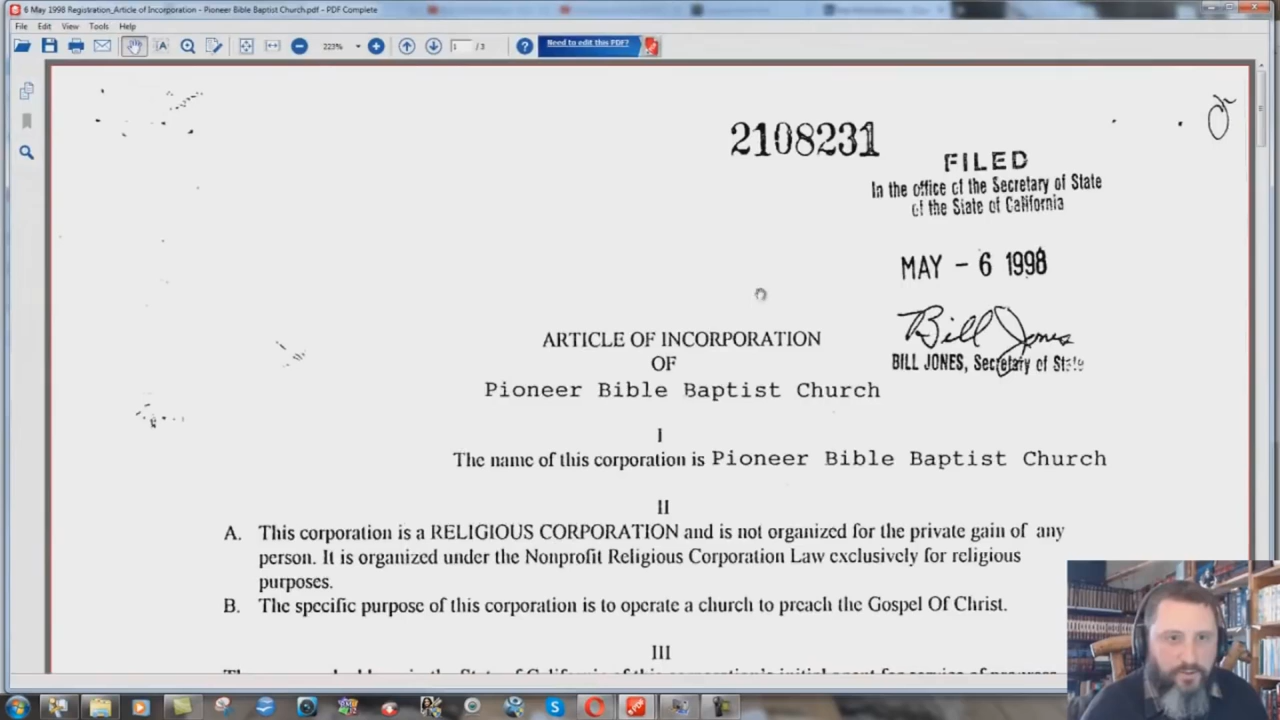 6 May 1998 Registration_Article of Incorporation - Pioneer Bible Baptist Church.pdf - PDF Complete
File Edit View Tools Help
223% 1 / 3 Need to edit this PDF?
2108231
FILED
In the office of the Secretary of State
of the State of California
MAY - 6 1998
Bill Jones
BILL JONES, Secretary of State
ARTICLE OF INCORPORATION
OF
Pioneer Bible Baptist Church
I
The name of this corporation is Pioneer Bible Baptist Church
II
A. This corporation is a RELIGIOUS CORPORATION and is not organized for the private gain of any
person. It is organized under the Nonprofit Religious Corporation Law exclusively for religious
purposes.
B. The specific purpose of this corporation is to operate a church to preach the Gospel Of Christ.
III